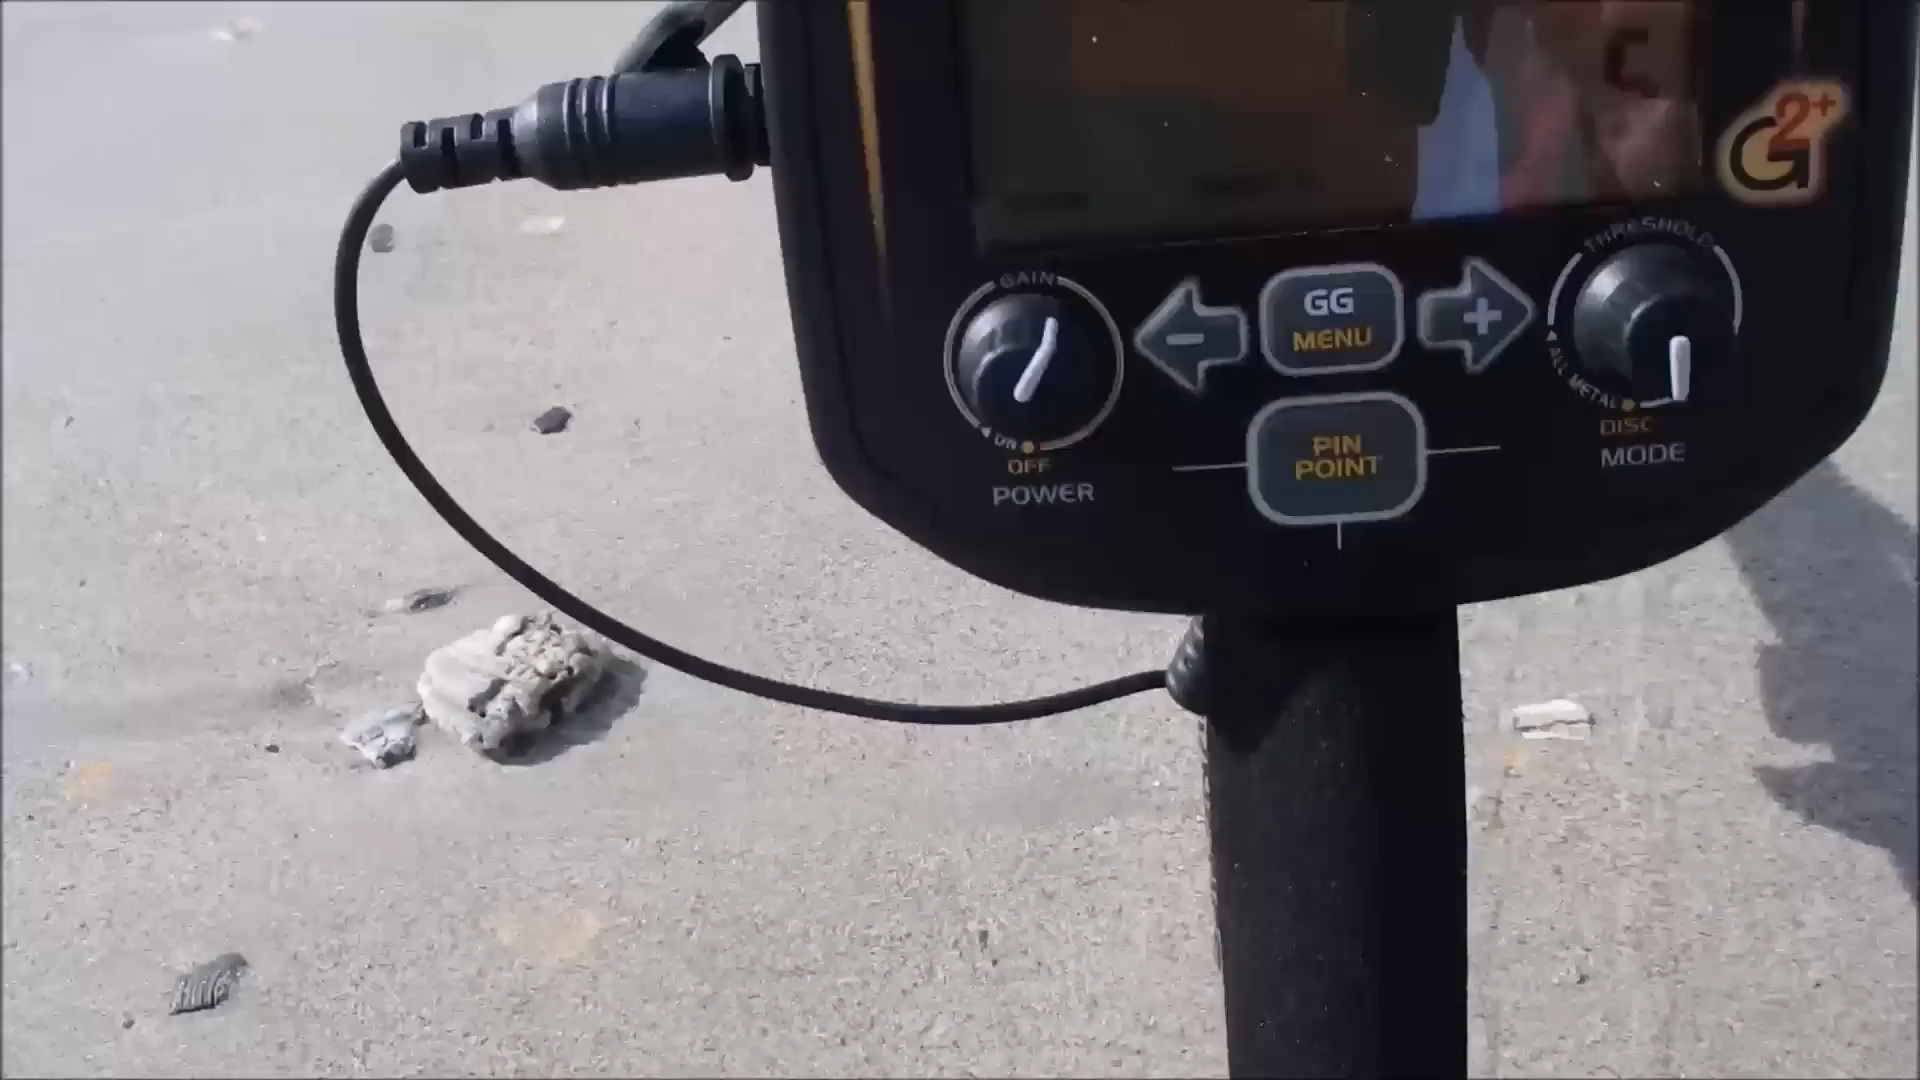 G2+
THRESHOLD
GAIN
GG
MENU
- +
ALL METAL
DISC
MODE
ON
OFF
POWER
PIN
POINT